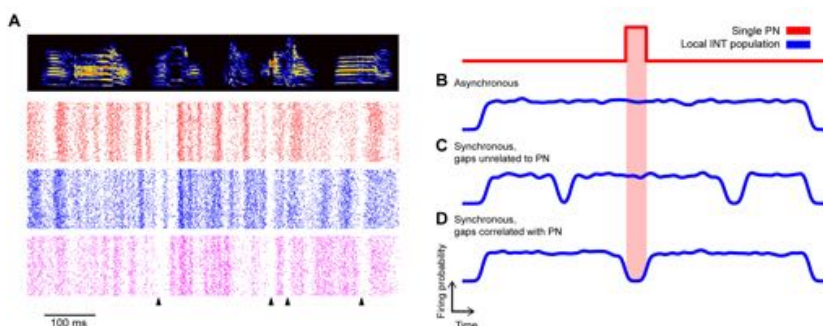 A
100 ms
Single PN
Local INT population
B Asynchronous
C Synchronous,
gaps unrelated to PN
D Synchronous,
gaps correlated with PN
Firing probability
Time